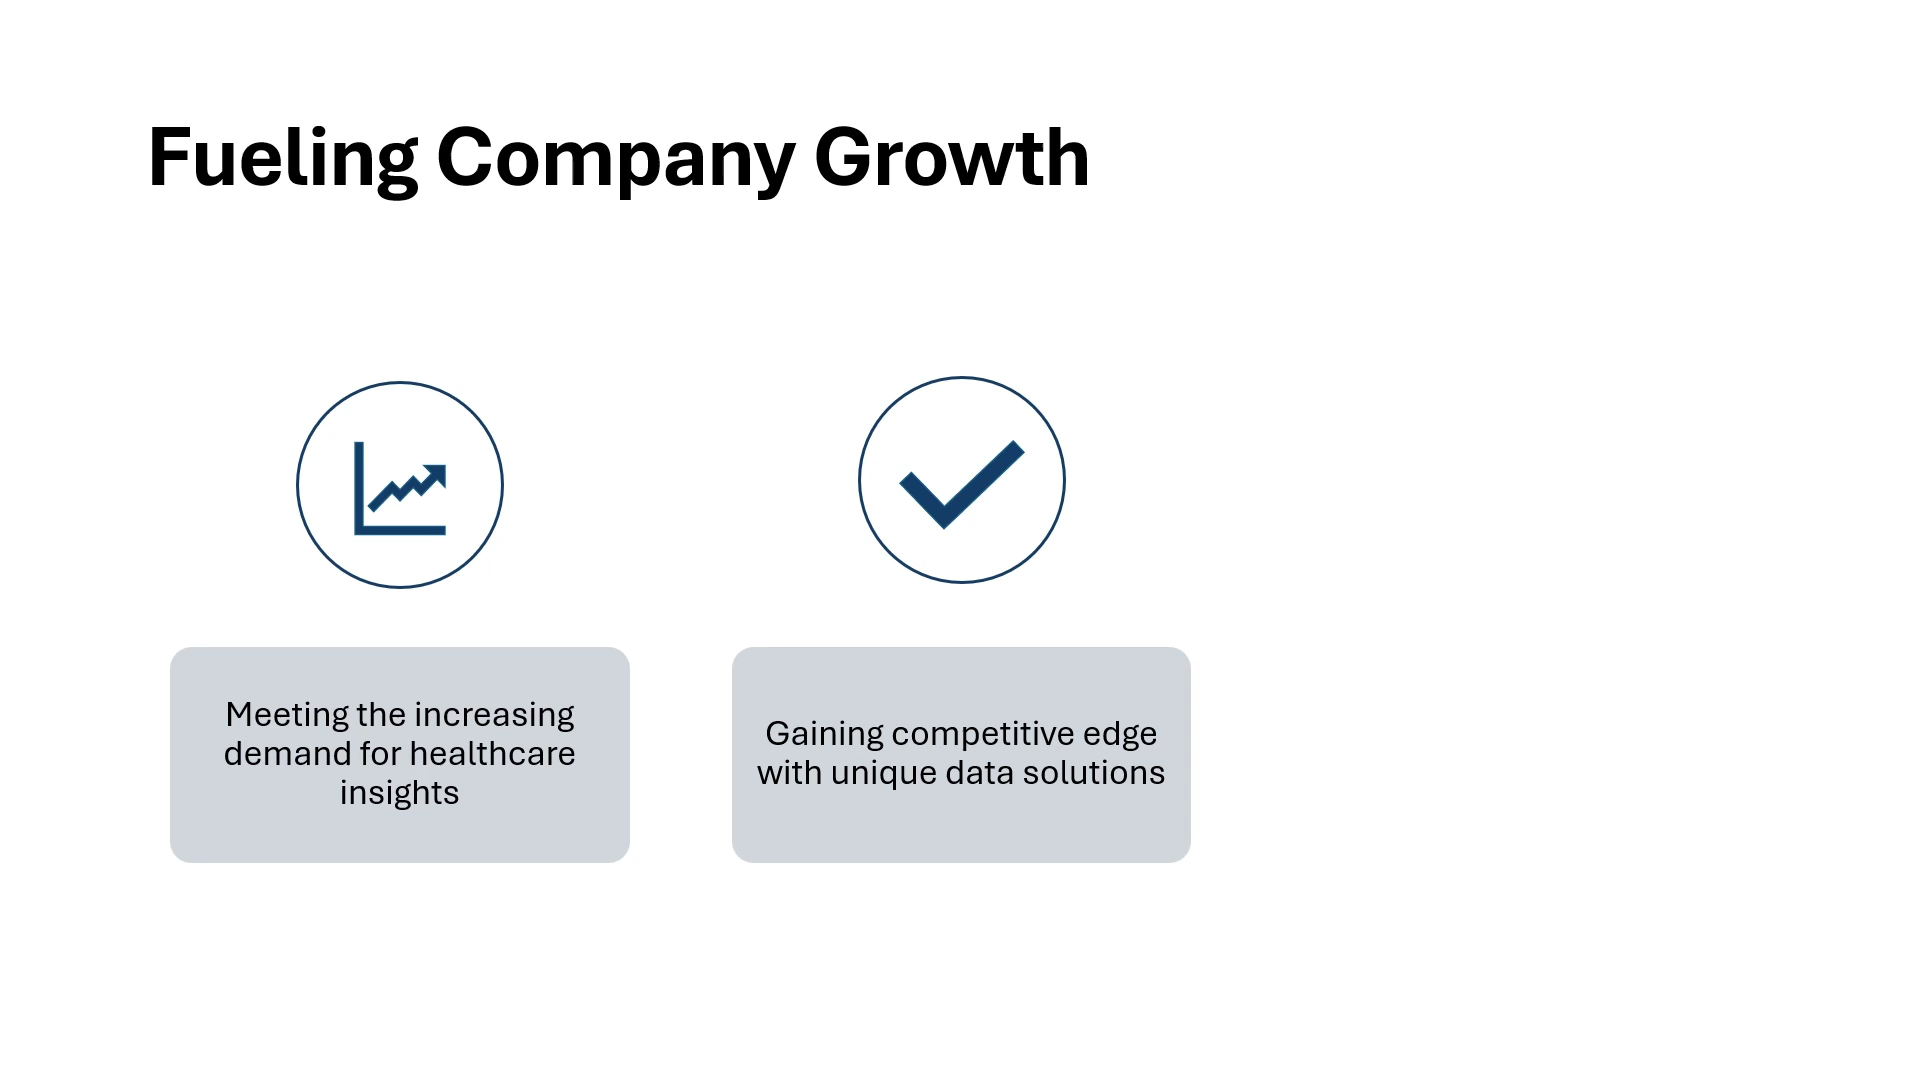 Fueling Company Growth
Meeting the increasing
demand for healthcare
insights
Gaining competitive edge
with unique data solutions